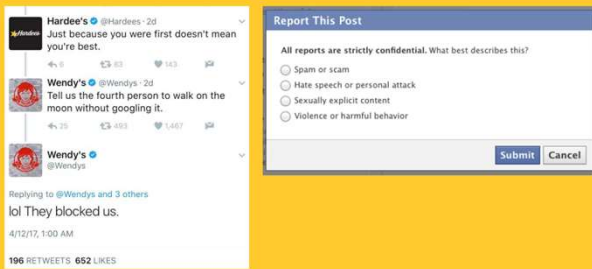 Hardee's @Hardees · 2d
Just because you were first doesn't mean
you're best.
6 83 143
Wendy's @Wendys · 2d
Tell us the fourth person to walk on the
moon without googling it.
25 493 1,467
Wendy's
@Wendys
Replying to @Wendys and 3 others
lol They blocked us.
4/12/17, 1:00 AM
196 RETWEETS 652 LIKES
Report This Post
All reports are strictly confidential. What best describes this?
Spam or scam
Hate speech or personal attack
Sexually explicit content
Violence or harmful behavior
Submit Cancel